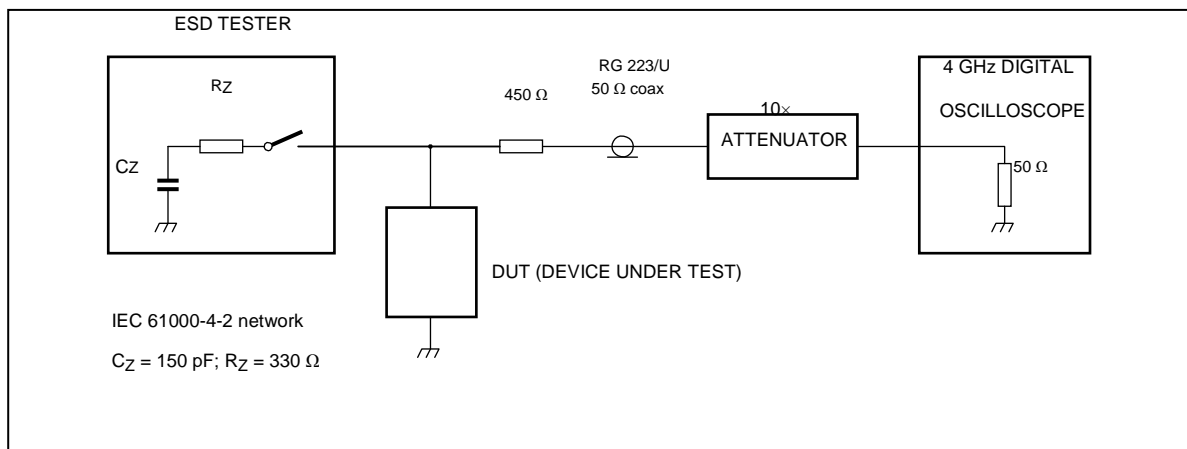 ESD TESTER
RZ
CZ
450 Ω
RG 223/U
50 Ω coax
10×
ATTENUATOR
4 GHz DIGITAL
OSCILLOSCOPE
50 Ω
DUT (DEVICE UNDER TEST)
IEC 61000-4-2 network
CZ = 150 pF; RZ = 330 Ω